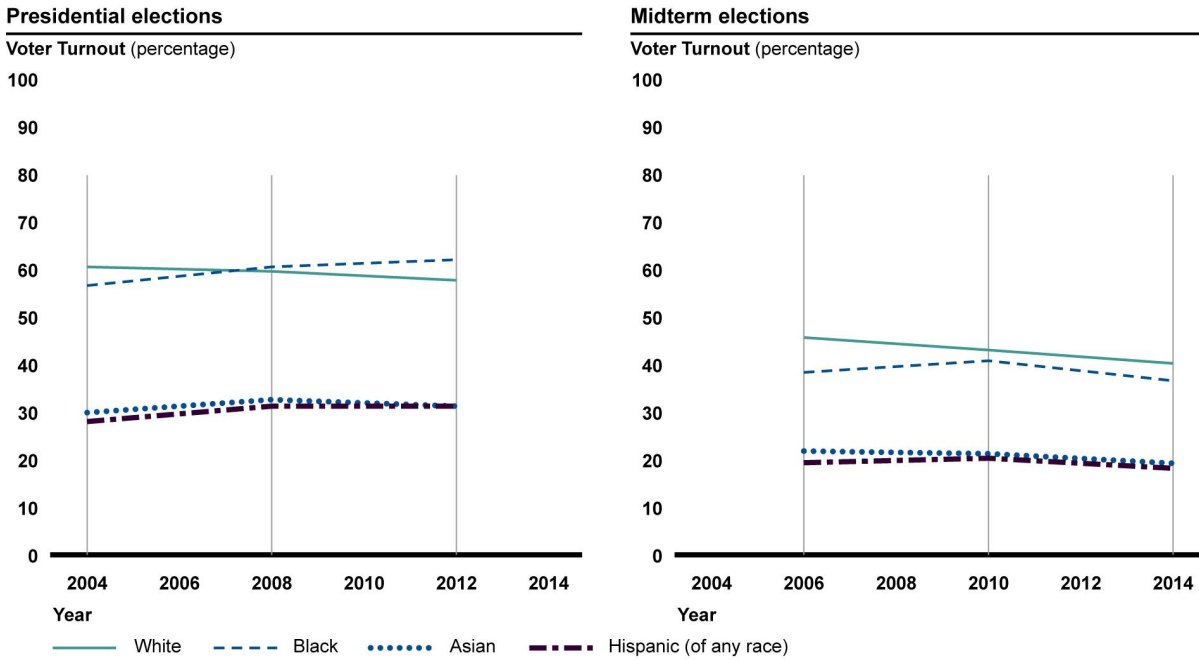 Presidential elections
Voter Turnout (percentage)
100
90
80
70
60
50
40
30
20
10
0
2004 2006 2008 2010 2012 2014
Year
Midterm elections
Voter Turnout (percentage)
100
90
80
70
60
50
40
30
20
10
0
2004 2006 2008 2010 2012 2014
Year
White Black Asian Hispanic (of any race)